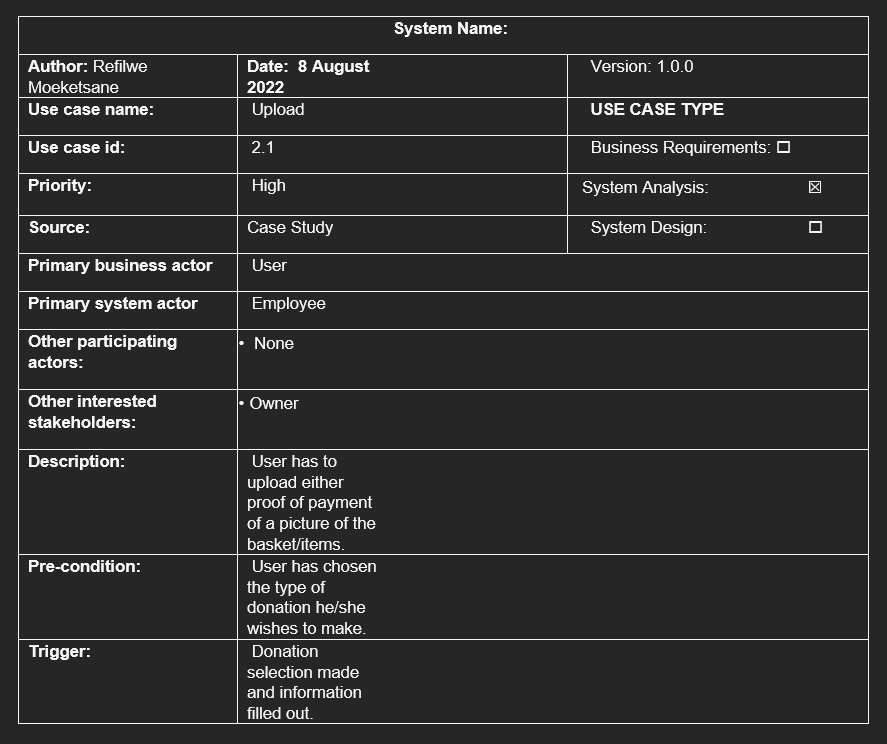 System Name:
Author: Refilwe Moeketsane
Date:  8 August 2022
Version: 1.0.0
Use case name:
Upload
USE CASE TYPE
Use case id:
2.1
Business Requirements: ☐
Priority:
High
System Analysis: ☒
Source:
Case Study
System Design: ☐
Primary business actor
User
Primary system actor
Employee
Other participating
actors:
• None
Other interested
stakeholders:
• Owner
Description:
User has to
upload either
proof of payment
of a picture of the
basket/items.
Pre-condition:
User has chosen
the type of
donation he/she
wishes to make.
Trigger:
Donation
selection made
and information
filled out.